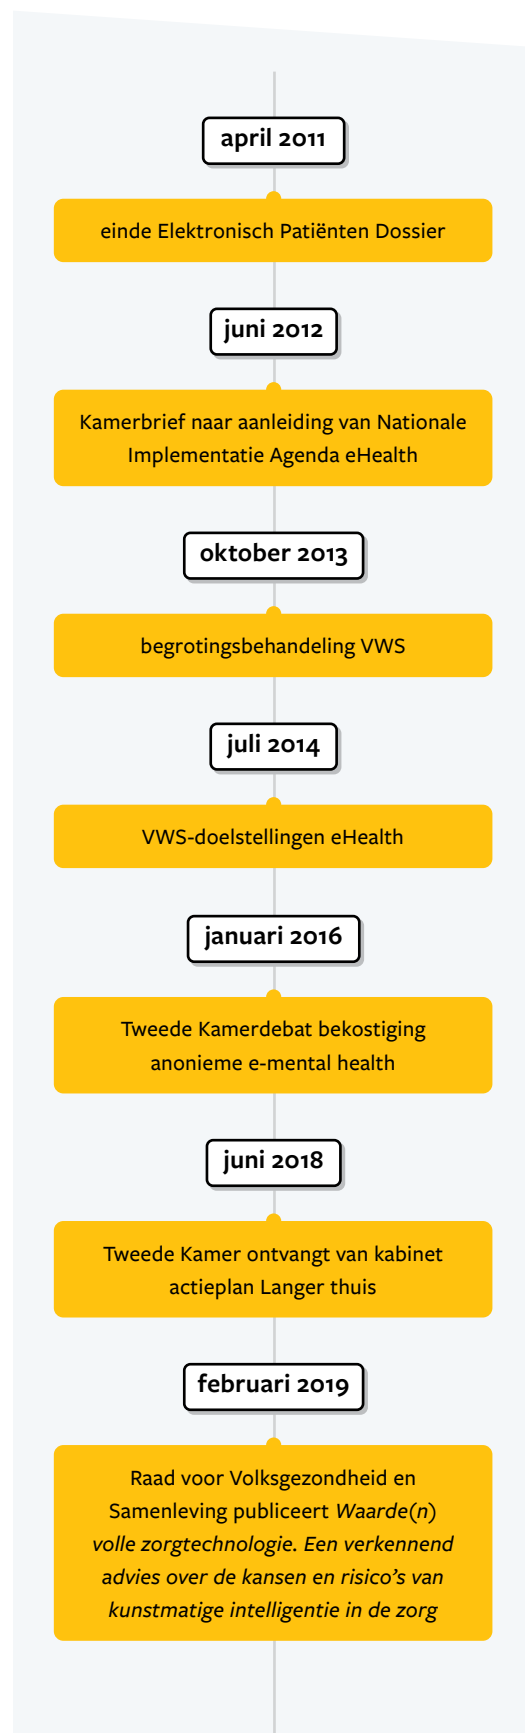 april 2011
einde Elektronisch Patiënten Dossier
juni 2012
Kamerbrief naar aanleiding van Nationale
Implementatie Agenda eHealth
oktober 2013
begrotingsbehandeling VWS
juli 2014
VWS-doelstellingen eHealth
januari 2016
Tweede Kamerdebat bekostiging
anonieme e-mental health
juni 2018
Tweede Kamer ontvangt van kabinet
actieplan Langer thuis
februari 2019
Raad voor Volksgezondheid en
Samenleving publiceert Waarde(n)
volle zorgtechnologie. Een verkennend
advies over de kansen en risico’s van
kunstmatige intelligentie in de zorg